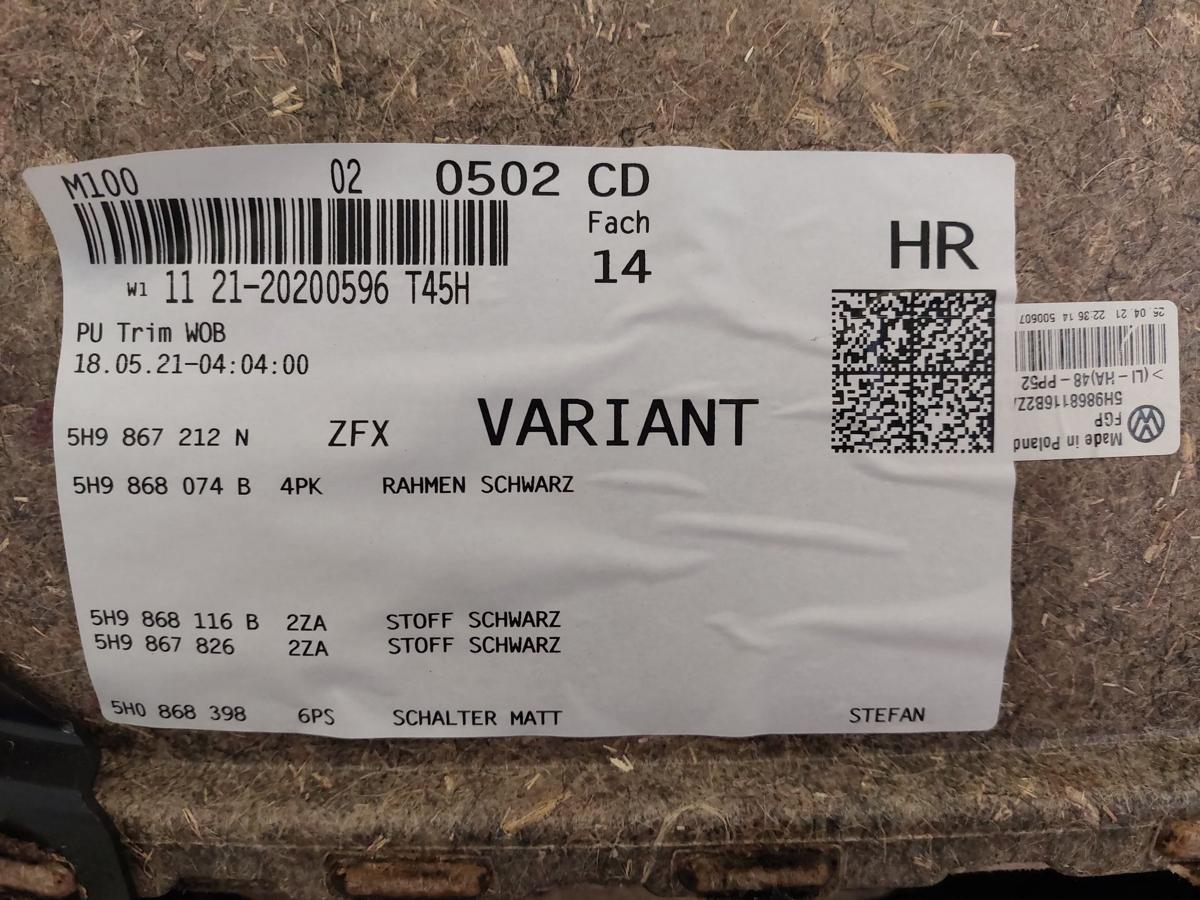 M100 02 0502 CD
Fach
14
HR
W1 11 21-20200596 T45H
PU Trim WOB
18.05.21-04:04:00
5H9 867 212 N ZFX VARIANT
5H9 868 074 B 4PK RAHMEN SCHWARZ
5H9 868 116 B 2ZA STOFF SCHWARZ
5H9 867 826 2ZA STOFF SCHWARZ
5H0 868 398 6PS SCHALTER MATT STEFAN
Made in Poland
FGP
5H9868116B2ZA
>(LI-HA)48-PP52
04.21 22:36 14 500607